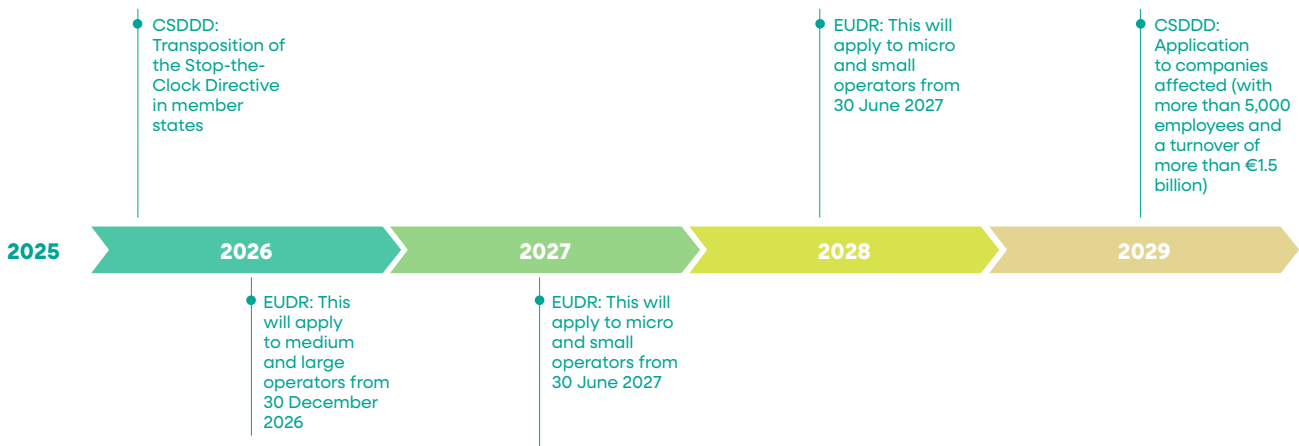 CSDDD:
Transposition of
the Stop-the-
Clock Directive
in member
states
EUDR: This will
apply to micro
and small
operators from
30 June 2027
CSDDD:
Application
to companies
affected (with
more than 5,000
employees and
a turnover of
more than €1.5
billion)
2025
2026
2027
2028
2029
EUDR: This
will apply
to medium
and large
operators from
30 December
2026
EUDR: This will
apply to micro
and small
operators from
30 June 2027